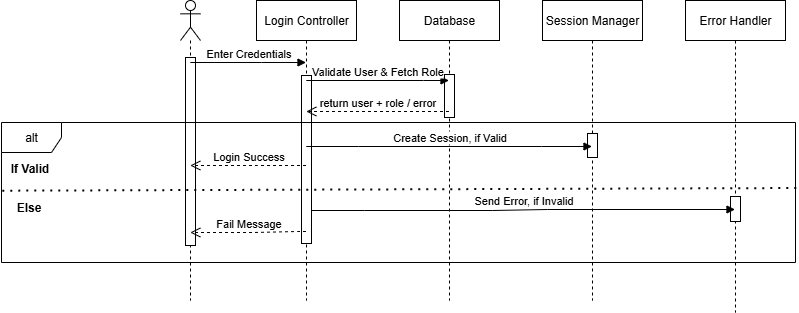 Login Controller
Database
Session Manager
Error Handler
Enter Credentials
Validate User & Fetch Role
return user + role / error
alt
Create Session, if Valid
Login Success
If Valid
Send Error, if Invalid
Else
Fail Message